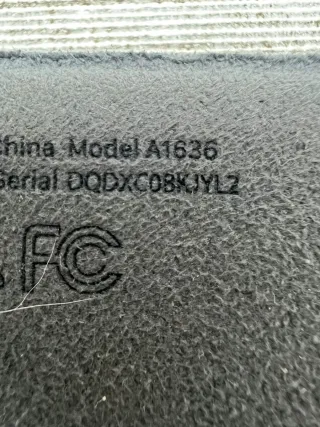 China Model A1636
Serial DQDXC08KJYL2
FC